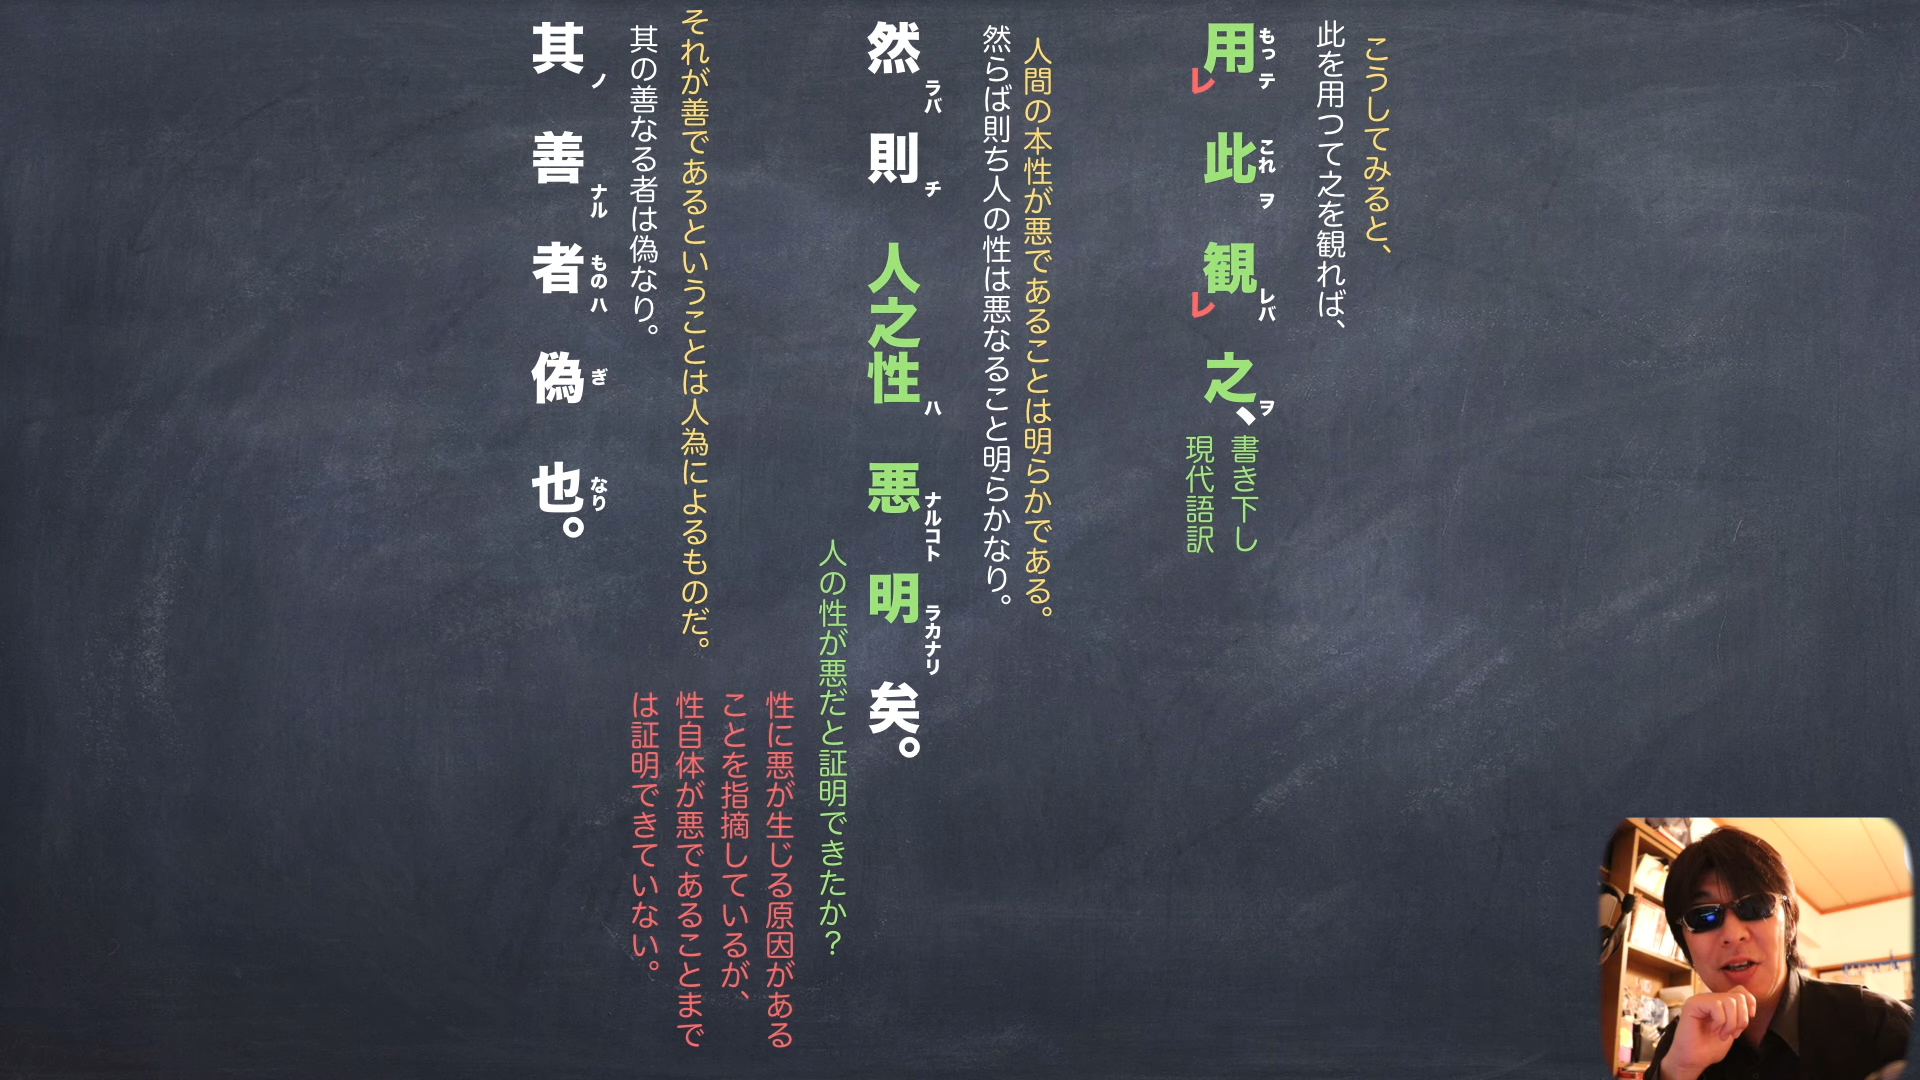 こうしてみると、
此を用つて之を観れば、
用此観之、
もっテ
これヲ
レバ
ヲ
レ
レ
書き下し
現代語訳
人間の本性が悪であることは明らかである。
然らば則ち人の性は悪なること明らかなり。
然則人之性悪明矣。
ラバ
チ
ハ
ナルコト
ラカナリ
人の性が悪だと証明できたか？
性に悪が生じる原因がある
ことを指摘しているが、
性自体が悪であることまで
は証明できていない。
それが善であるということは人為によるものだ。
其の善なる者は偽なり。
其善者偽也。
ノ
ナル
ものハ
ぎ
なり